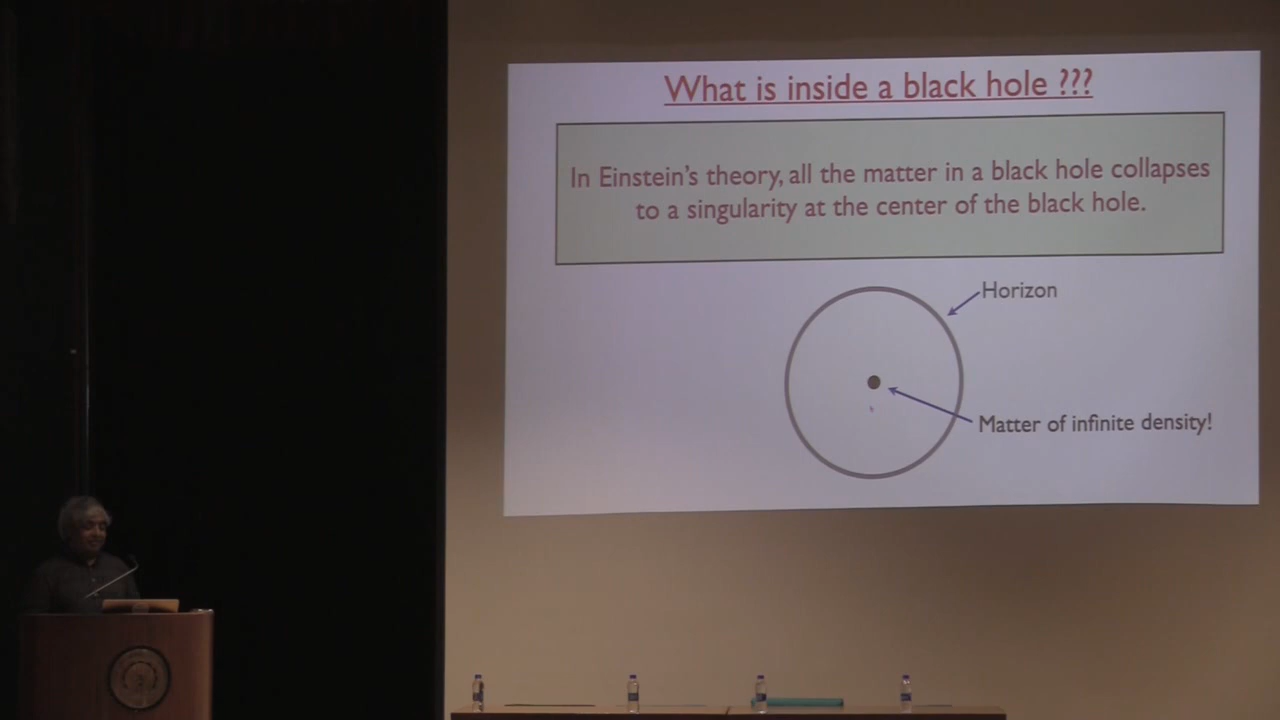 What is inside a black hole ???
In Einstein's theory, all the matter in a black hole collapses
to a singularity at the center of the black hole.
Horizon
Matter of infinite density!